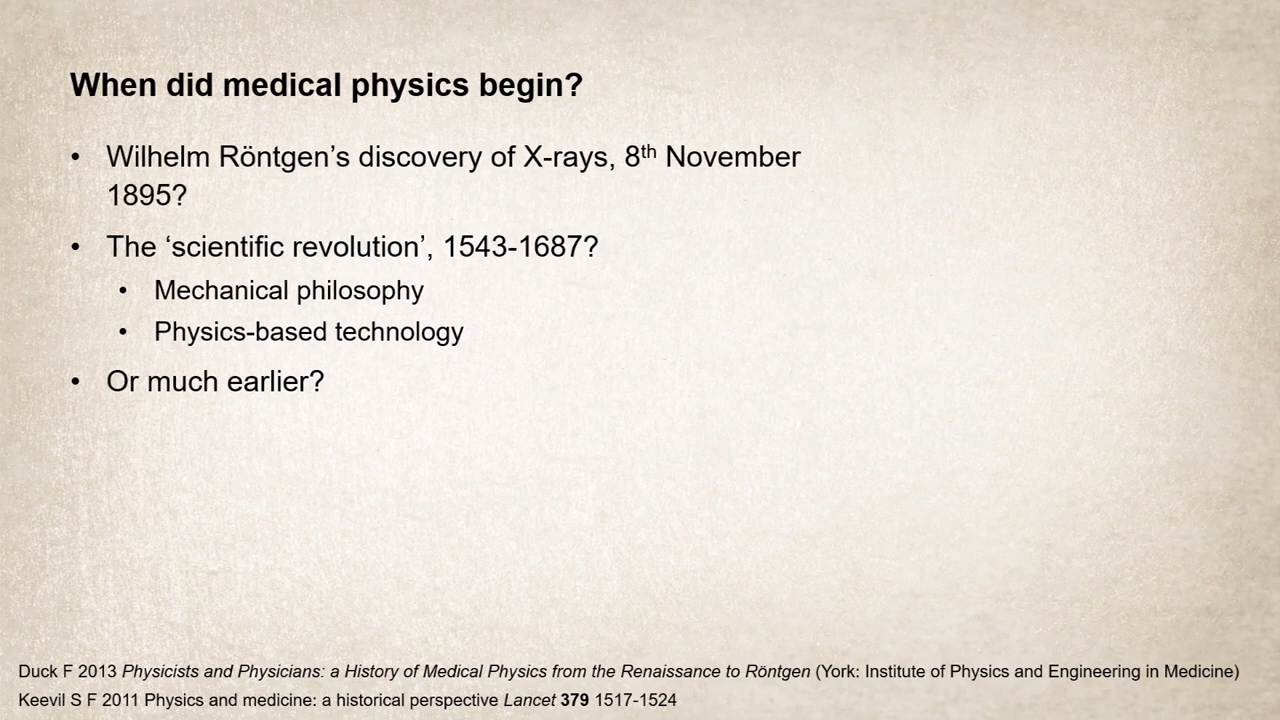 When did medical physics begin?
• Wilhelm Röntgen’s discovery of X-rays, 8th November
1895?
• The ‘scientific revolution’, 1543-1687?
• Mechanical philosophy
• Physics-based technology
• Or much earlier?
Duck F 2013 Physicists and Physicians: a History of Medical Physics from the Renaissance to Röntgen (York: Institute of Physics and Engineering in Medicine)
Keevil S F 2011 Physics and medicine: a historical perspective Lancet 379 1517-1524